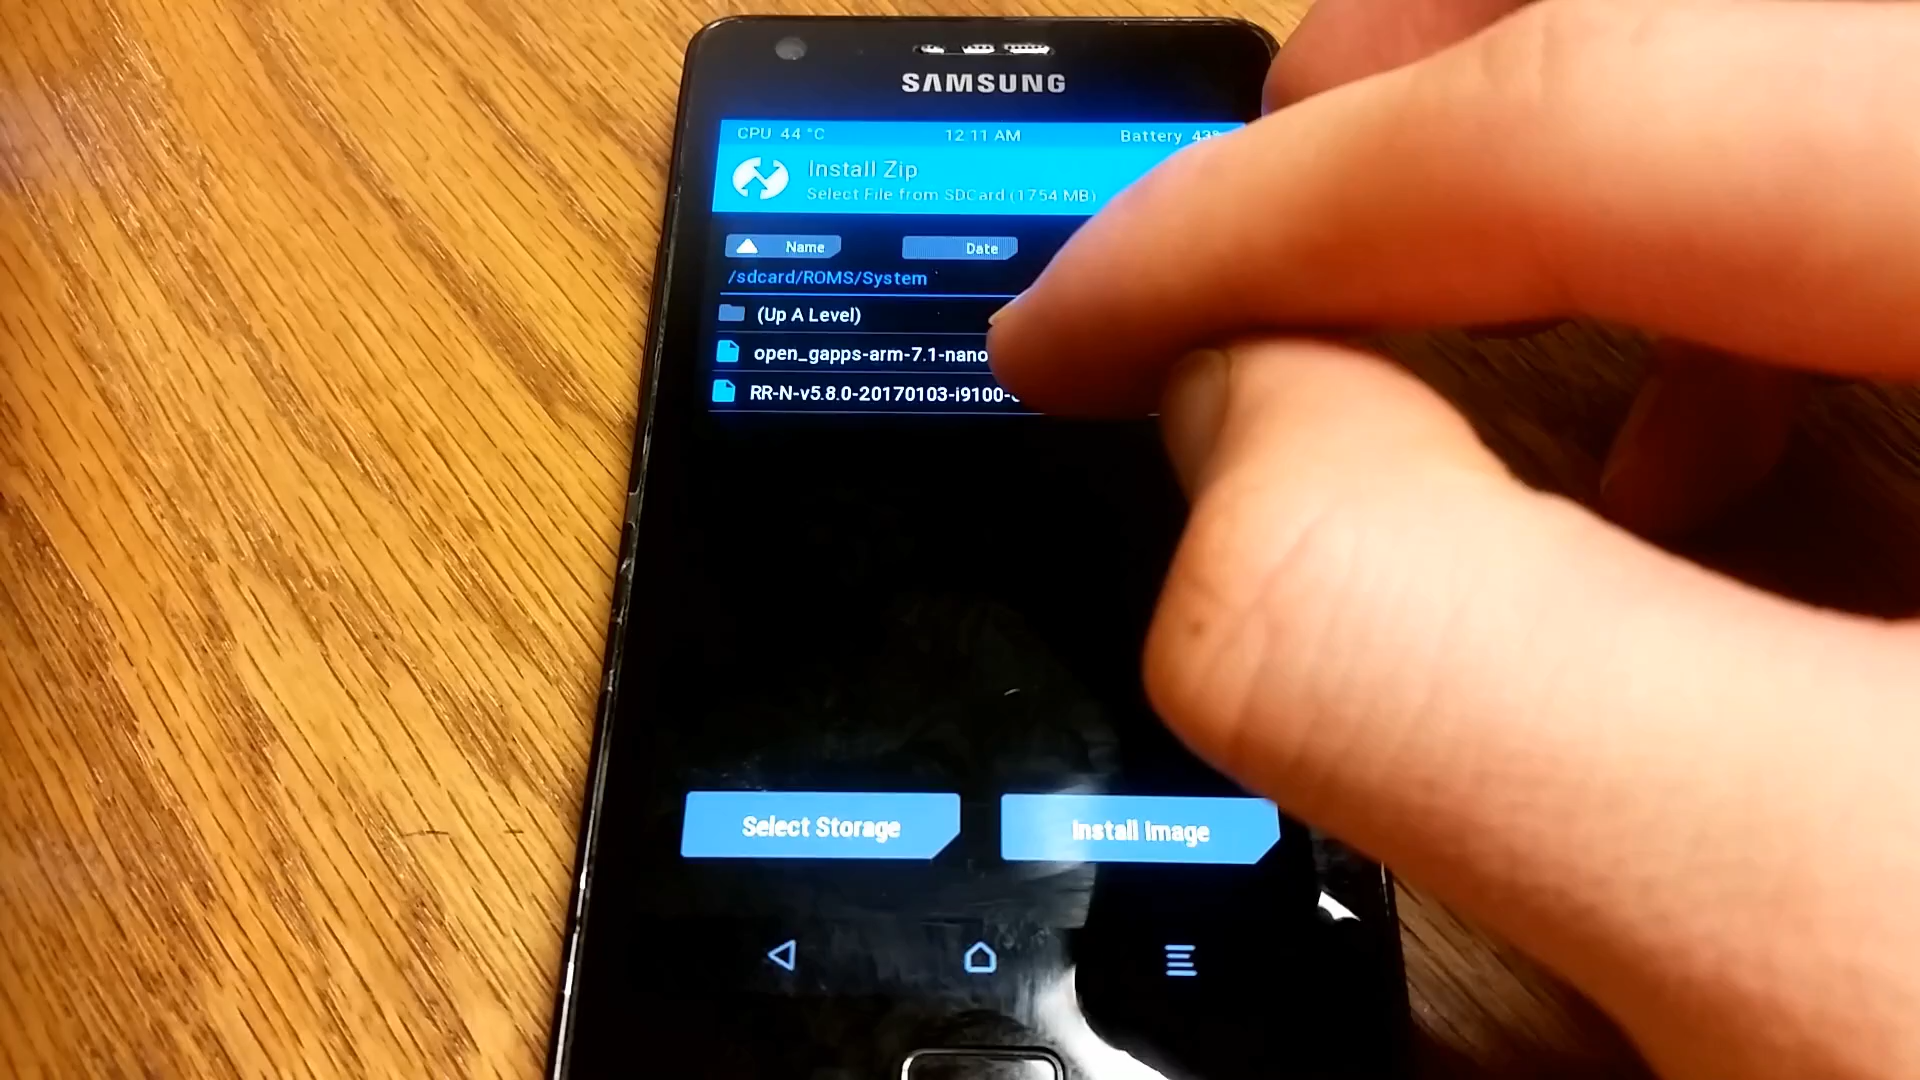 SAMSUNG
CPU 44 °C 12:11 AM Battery 43%
Install Zip
Select File from SDCard (1754 MB)
Name Date
/sdcard/ROMS/System
(Up A Level)
open_gapps-arm-7.1-nano
RR-N-v5.8.0-20170103-i9100-
Select Storage Install Image